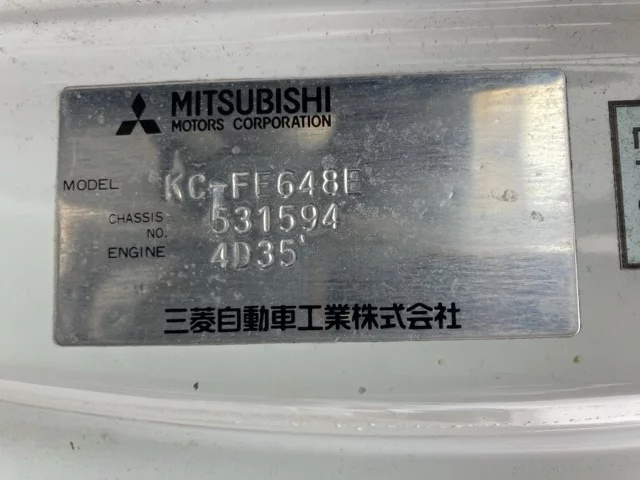 MITSUBISHI
MOTORS CORPORATION
MODEL KC-FE648E
CHASSIS NO. 531594
ENGINE 4D35
三菱自動車工業株式会社